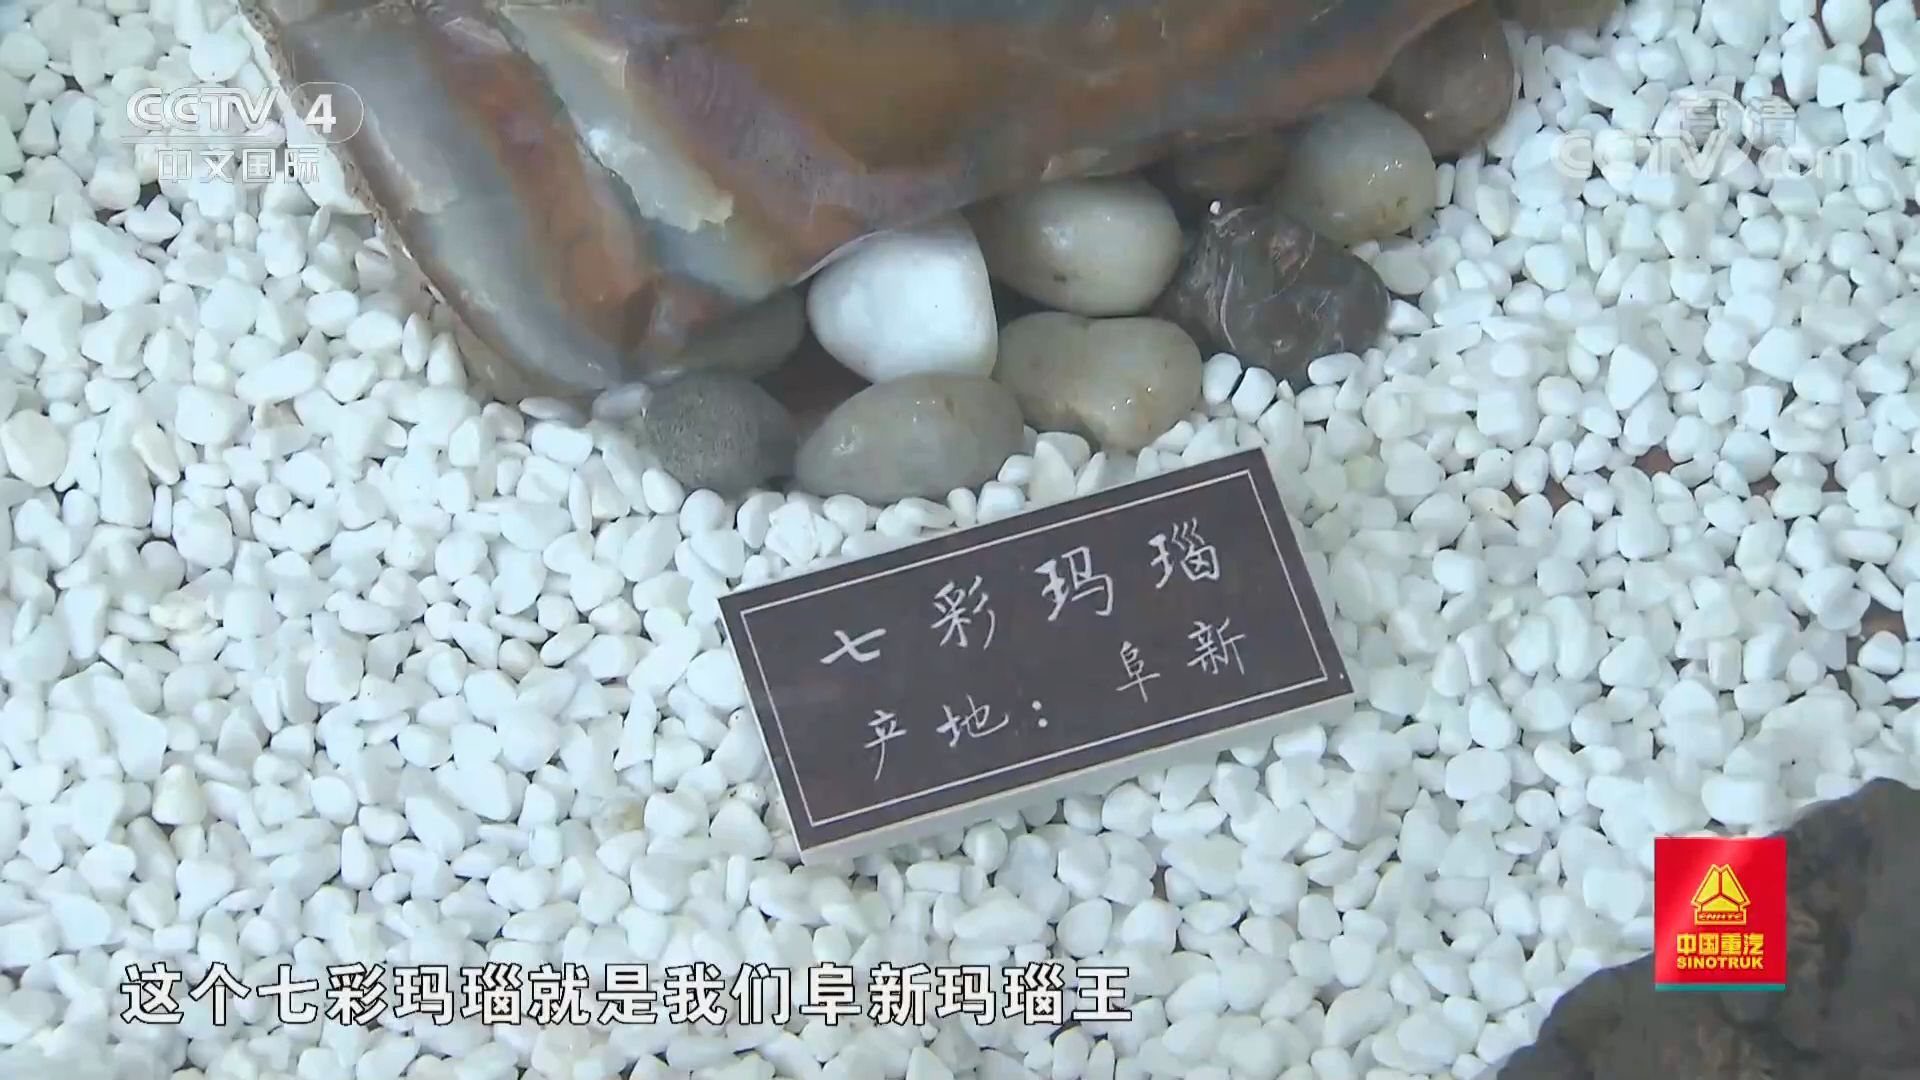 CCTV 4
中文国际
高清
CCTV.com
七彩玛瑙
产地：阜新
CNHTC
中国重汽
SINOTRUK
这个七彩玛瑙就是我们阜新玛瑙王